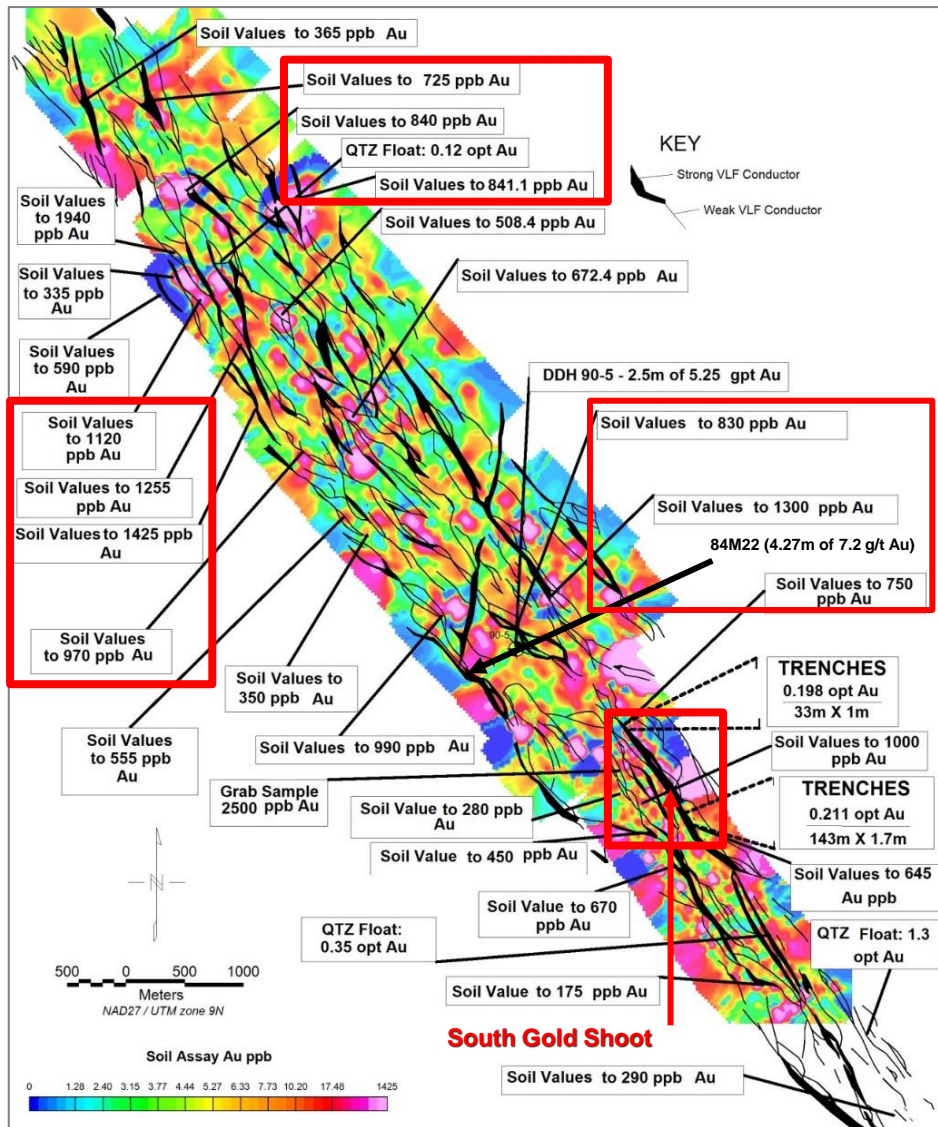 Soil Values to 365 ppb Au
Soil Values to 725 ppb Au
Soil Values to 840 ppb Au
QTZ Float: 0.12 opt Au
Soil Values to 841.1 ppb Au
Soil Values to 508.4 ppb Au
Soil Values to 672.4 ppb Au
KEY
Strong VLF Conductor
Weak VLF Conductor
Soil Values
to 1940
ppb Au
Soil Values
to 335 ppb
Au
Soil Values
to 590 ppb
Au
Soil Values
to 1120
ppb Au
Soil Values to 1255
ppb Au
Soil Values to 1425 ppb
Au
Soil Values
to 970 ppb Au
DDH 90-5 - 2.5m of 5.25 gpt Au
Soil Values to 830 ppb Au
Soil Values to 1300 ppb Au
84M22 (4.27m of 7.2 g/t Au)
Soil Values to 750
ppb Au
90-5
Soil Values to
350 ppb Au
Soil Values
to 555 ppb
Au
Soil Values to 990 ppb Au
TRENCHES
0.198 opt Au
33m X 1m
Soil Values to 1000
ppb Au
Grab Sample
2500 ppb Au
Soil Value to 280 ppb
Au
TRENCHES
0.211 opt Au
143m X 1.7m
Soil Value to 450 ppb Au
Soil Values to 645
Au ppb
Soil Value to 670
ppb Au
QTZ Float:
0.35 opt Au
QTZ Float: 1.3
opt Au
Soil Value to 175 ppb Au
South Gold Shoot
Soil Values to 290 ppb Au
N
500 0 500 1000
Meters
NAD27 / UTM zone 9N
Soil Assay Au ppb
0 1.28 2.40 3.15 3.77 4.44 5.27 6.33 7.73 10.20 17.48 1425